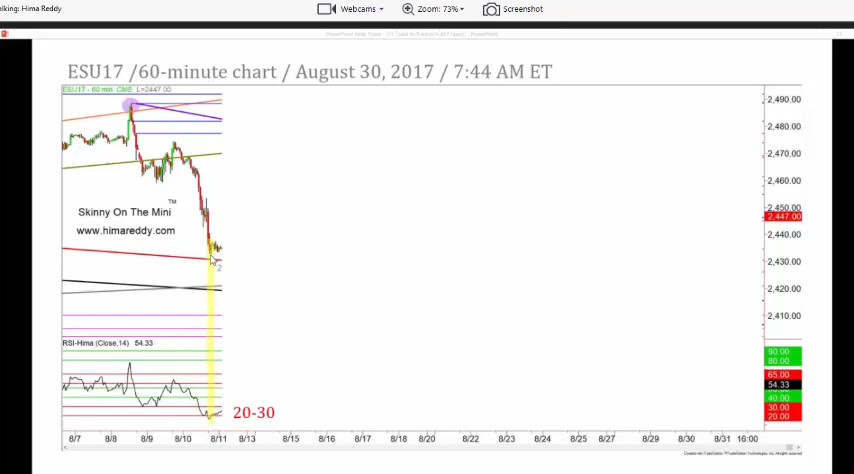 alking: Hima Reddy
Webcams
Zoom: 73%
Screenshot
ESU17 /60-minute chart / August 30, 2017 / 7:44 AM ET
ESU17 - 60 min. CME L=2447.00
2,490.00
2,480.00
2,470.00
2,460.00
2,450.00
2,447.00
2,440.00
2,430.00
2,420.00
2,410.00
Skinny On The Mini TM
www.himareddy.com
2
RSI-Hima (Close,14) 54.33
90.00
80.00
65.00
54.33
40.00
30.00
20.00
20-30
8/7 8/8 8/9 8/10 8/11 8/13 8/15 8/16 8/17 8/20 8/22 8/23 8/25 8/27 8/29 8/30 8/31 16:00